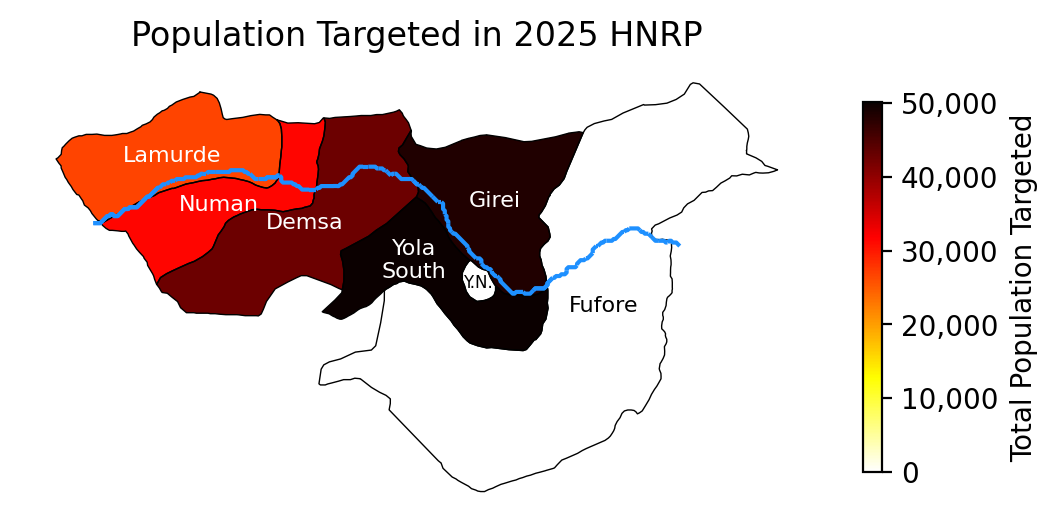 Population Targeted in 2025 HNRP
Lamurde
Numan
Demsa
Girei
Yola
South
Y.N.
Fufore
50,000
40,000
30,000
20,000
10,000
0
Total Population Targeted